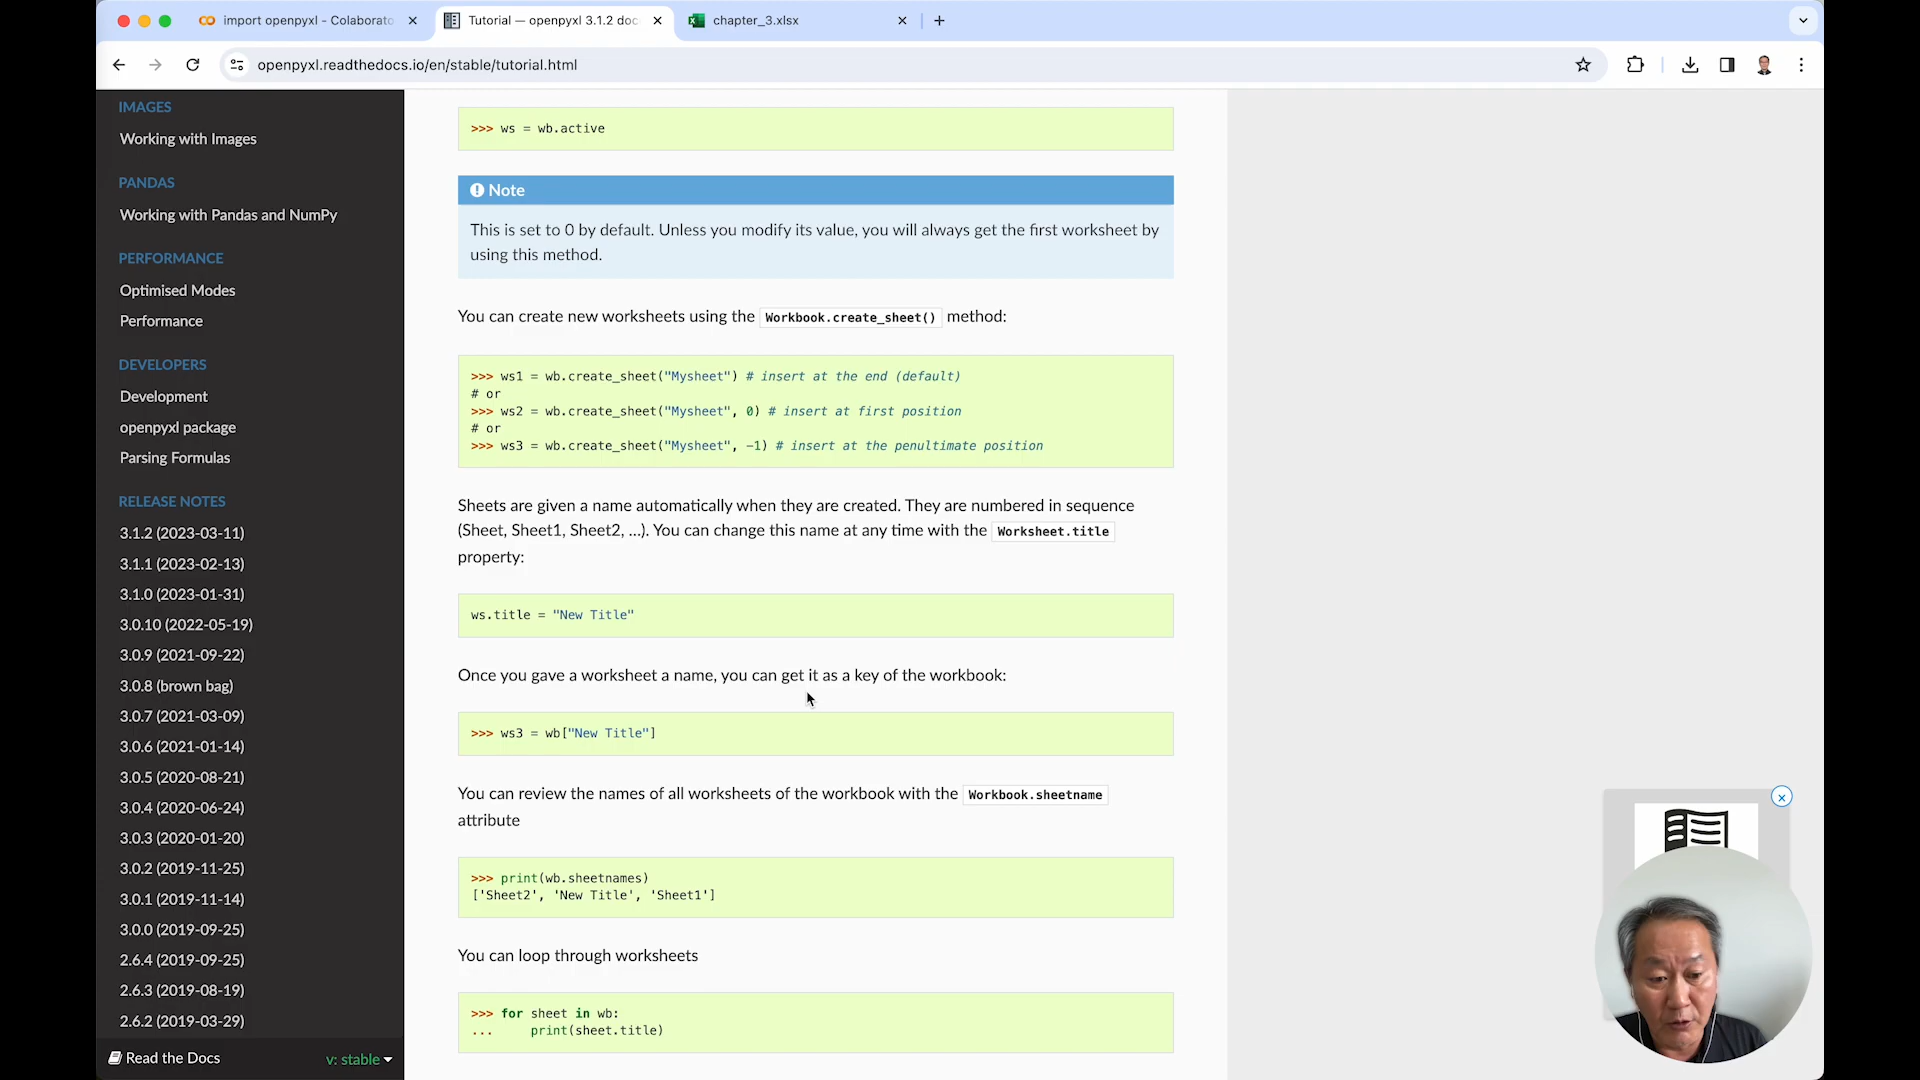 import openpyxl - Colaborato
Tutorial — openpyxl 3.1.2 doc
chapter_3.xlsx
openpyxl.readthedocs.io/en/stable/tutorial.html
IMAGES
Working with Images
PANDAS
Working with Pandas and NumPy
PERFORMANCE
Optimised Modes
Performance
DEVELOPERS
Development
openpyxl package
Parsing Formulas
RELEASE NOTES
3.1.2 (2023-03-11)
3.1.1 (2023-02-13)
3.1.0 (2023-01-31)
3.0.10 (2022-05-19)
3.0.9 (2021-09-22)
3.0.8 (brown bag)
3.0.7 (2021-03-09)
3.0.6 (2021-01-14)
3.0.5 (2020-08-21)
3.0.4 (2020-06-24)
3.0.3 (2020-01-20)
3.0.2 (2019-11-25)
3.0.1 (2019-11-14)
3.0.0 (2019-09-25)
2.6.4 (2019-09-25)
2.6.3 (2019-08-19)
2.6.2 (2019-03-29)
Read the Docs
v: stable
>>> ws = wb.active
Note
This is set to 0 by default. Unless you modify its value, you will always get the first worksheet by
using this method.
You can create new worksheets using the Workbook.create_sheet() method:
>>> ws1 = wb.create_sheet("Mysheet") # insert at the end (default)
# or
>>> ws2 = wb.create_sheet("Mysheet", 0) # insert at first position
# or
>>> ws3 = wb.create_sheet("Mysheet", -1) # insert at the penultimate position
Sheets are given a name automatically when they are created. They are numbered in sequence
(Sheet, Sheet1, Sheet2, …). You can change this name at any time with the Worksheet.title
property:
ws.title = "New Title"
Once you gave a worksheet a name, you can get it as a key of the workbook:
>>> ws3 = wb["New Title"]
You can review the names of all worksheets of the workbook with the Workbook.sheetname
attribute
>>> print(wb.sheetnames)
['Sheet2', 'New Title', 'Sheet1']
You can loop through worksheets
>>> for sheet in wb:
...     print(sheet.title)